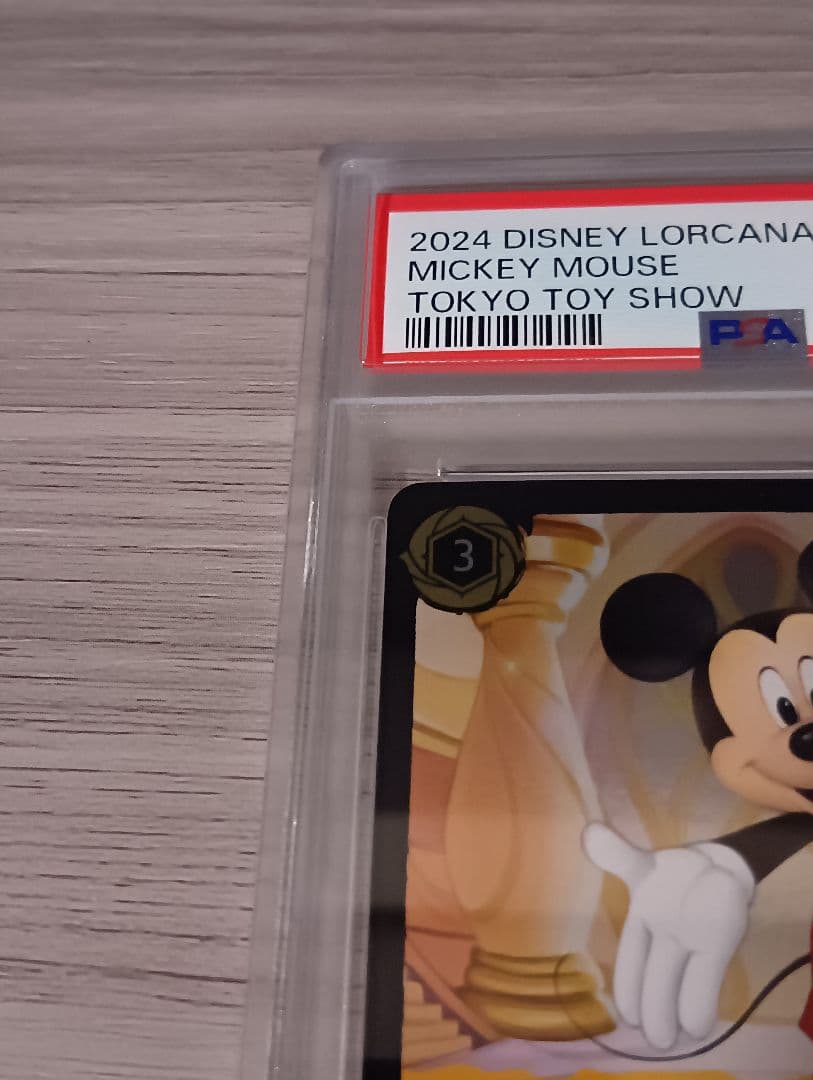 2024 DISNEY LORCANA
MICKEY MOUSE
TOKYO TOY SHOW
PSA
3